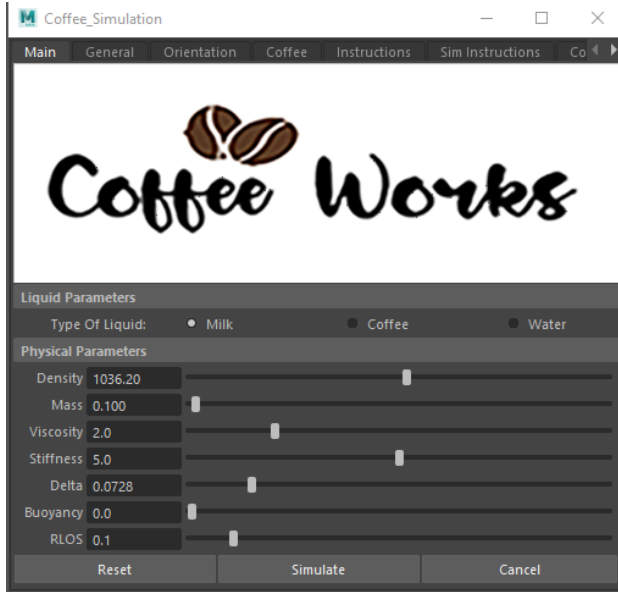 Coffee_Simulation
Main General Orientation Coffee Instructions Sim Instructions Co
Coffee Works
Liquid Parameters
Type Of Liquid: Milk Coffee Water
Physical Parameters
Density 1036.20
Mass 0.100
Viscosity 2.0
Stiffness 5.0
Delta 0.0728
Buoyancy 0.0
RLOS 0.1
Reset Simulate Cancel